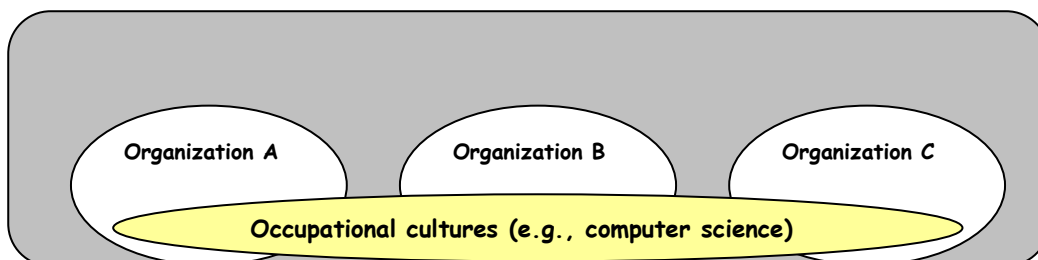 Organization A
Organization B
Organization C
Occupational cultures (e.g., computer science)